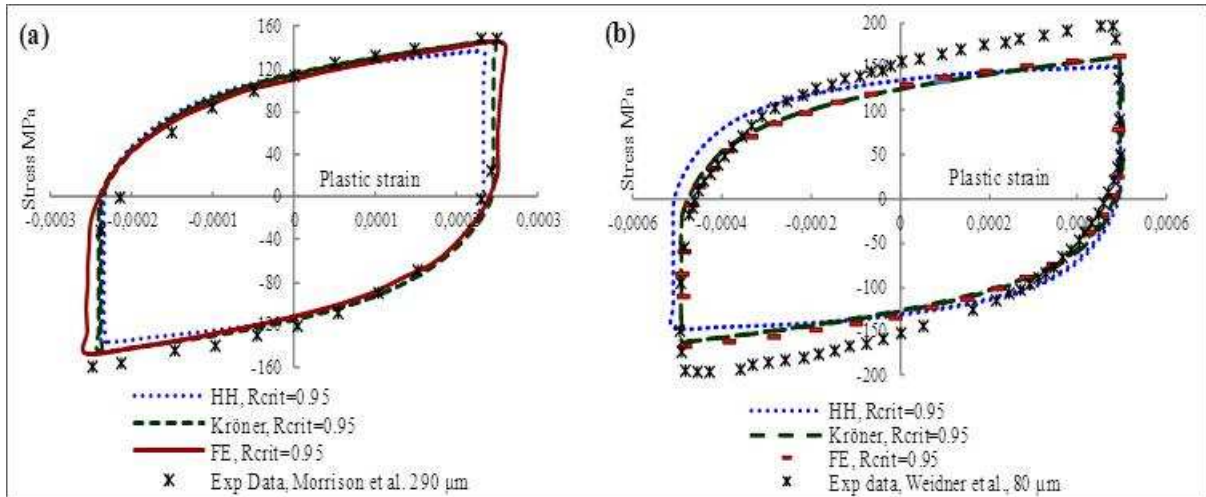 (a)
Stress MPa
160
120
80
40
0
-40
-80
-120
-160
-0,0003
-0,0002
-0,0001
0
0,0001
0,0002
0,0003
Plastic strain
HH, Rcrit=0.95
Kröner, Rcrit=0.95
FE, Rcrit=0.95
Exp Data, Morrison et al. 290 µm
(b)
Stress MPa
200
150
100
50
0
-50
-100
-150
-200
-0,0006
-0,0004
-0,0002
0
0,0002
0,0004
0,0006
Plastic strain
HH, Rcrit=0.95
Kröner, Rcrit=0.95
FE, Rcrit=0.95
Exp data, Weidner et al., 80 µm